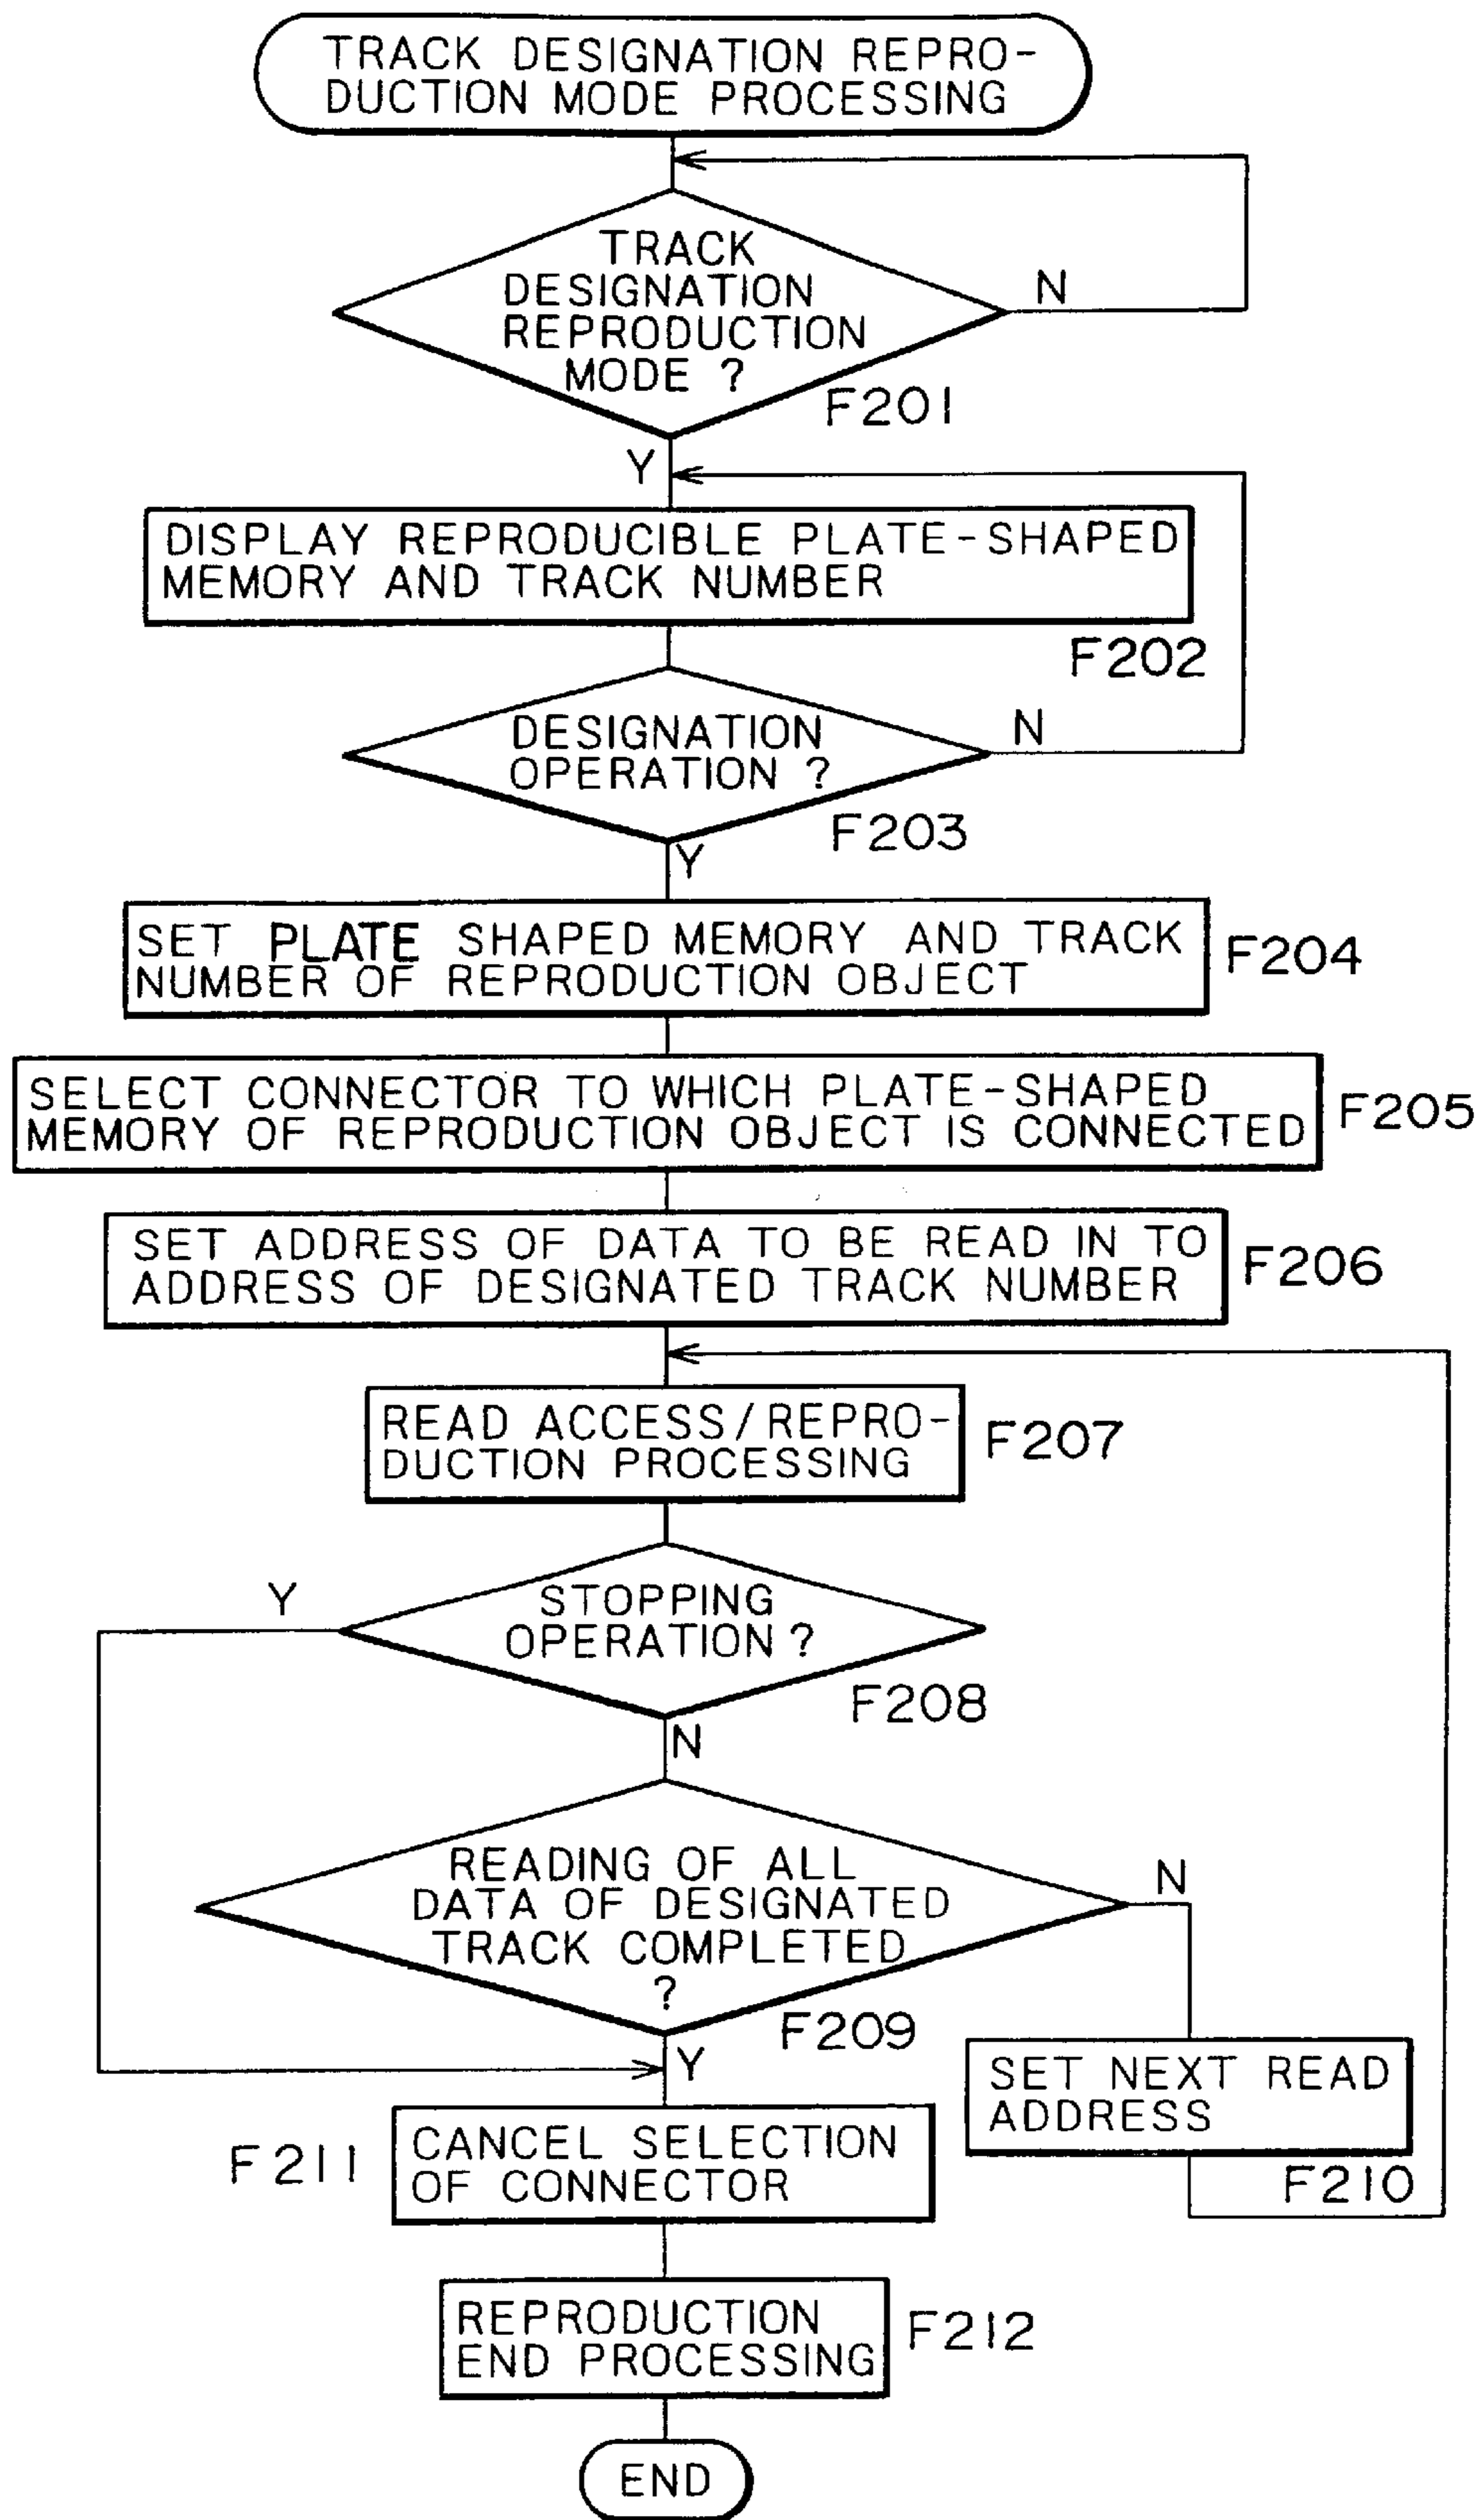 TRACK DESIGNATION REPRO-
DUCTION MODE PROCESSING
TRACK
DESIGNATION
REPRODUCTION
MODE ?
N
F201
Y
DISPLAY REPRODUCIBLE PLATE-SHAPED
MEMORY AND TRACK NUMBER
F202
DESIGNATION
OPERATION ?
N
F203
Y
SET PLATE SHAPED MEMORY AND TRACK
NUMBER OF REPRODUCTION OBJECT
F204
SELECT CONNECTOR TO WHICH PLATE-SHAPED
MEMORY OF REPRODUCTION OBJECT IS CONNECTED
F205
SET ADDRESS OF DATA TO BE READ IN TO
ADDRESS OF DESIGNATED TRACK NUMBER
F206
READ ACCESS/REPRO-
DUCTION PROCESSING
F207
Y
STOPPING
OPERATION ?
F208
N
READING OF ALL
DATA OF DESIGNATED
TRACK COMPLETED
?
N
F209
Y
SET NEXT READ
ADDRESS
F210
F211
CANCEL SELECTION
OF CONNECTOR
REPRODUCTION
END PROCESSING
F212
END